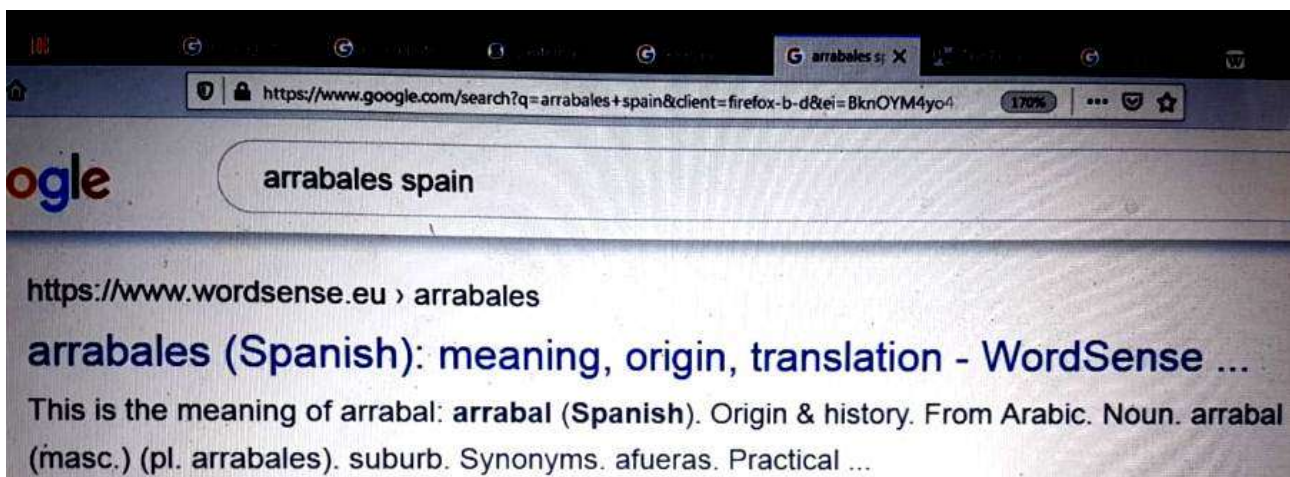 arrabales sp
https://www.google.com/search?q=arrabales+spain&client=firefox-b-d&ei=BknOYM4yo4
170%
ogle
arrabales spain
https://www.wordsense.eu › arrabales
arrabales (Spanish): meaning, origin, translation - WordSense ...
This is the meaning of arrabal: arrabal (Spanish). Origin & history. From Arabic. Noun. arrabal
(masc.) (pl. arrabales). suburb. Synonyms. afueras. Practical ...